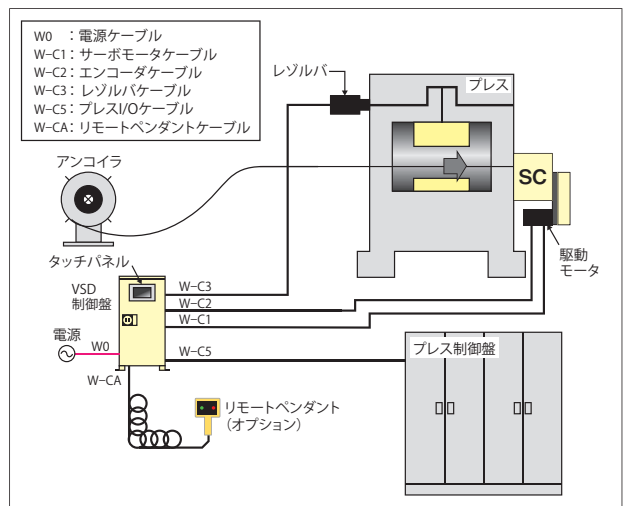 W0 ：電源ケーブル
W-C1：サーボモータケーブル
W-C2：エンコーダケーブル
W-C3：レゾルバケーブル
W-C5：プレスI/Oケーブル
W-CA：リモートペンダントケーブル
レゾルバ
プレス
アンコイラ
SC
駆動
モータ
タッチパネル
VSD
制御盤
W-C3
W-C2
W-C1
電源
W0
W-C5
プレス制御盤
W-CA
リモートペンダント
（オプション）